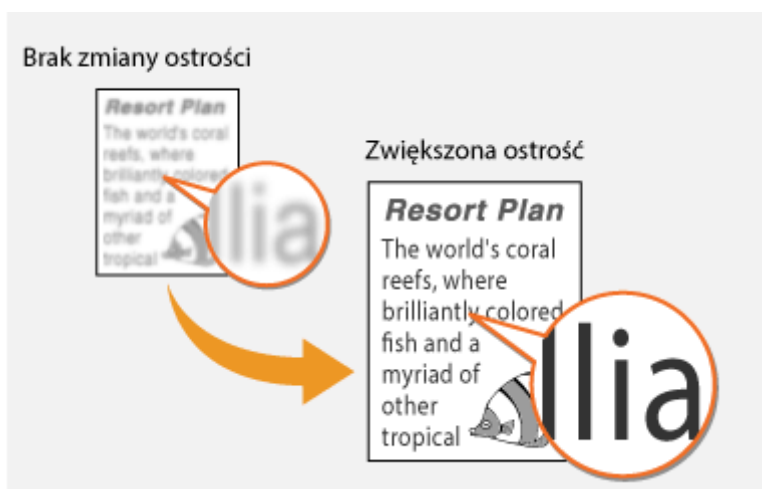 Brak zmiany ostrości
Resort Plan
The world's coral
reefs, where
brilliantly colored
fish and a
myriad of
other
tropical
lia
Zwiększona ostrość
Resort Plan
The world's coral
reefs, where
brilliantly colored
fish and a
myriad of
other
tropical
llia